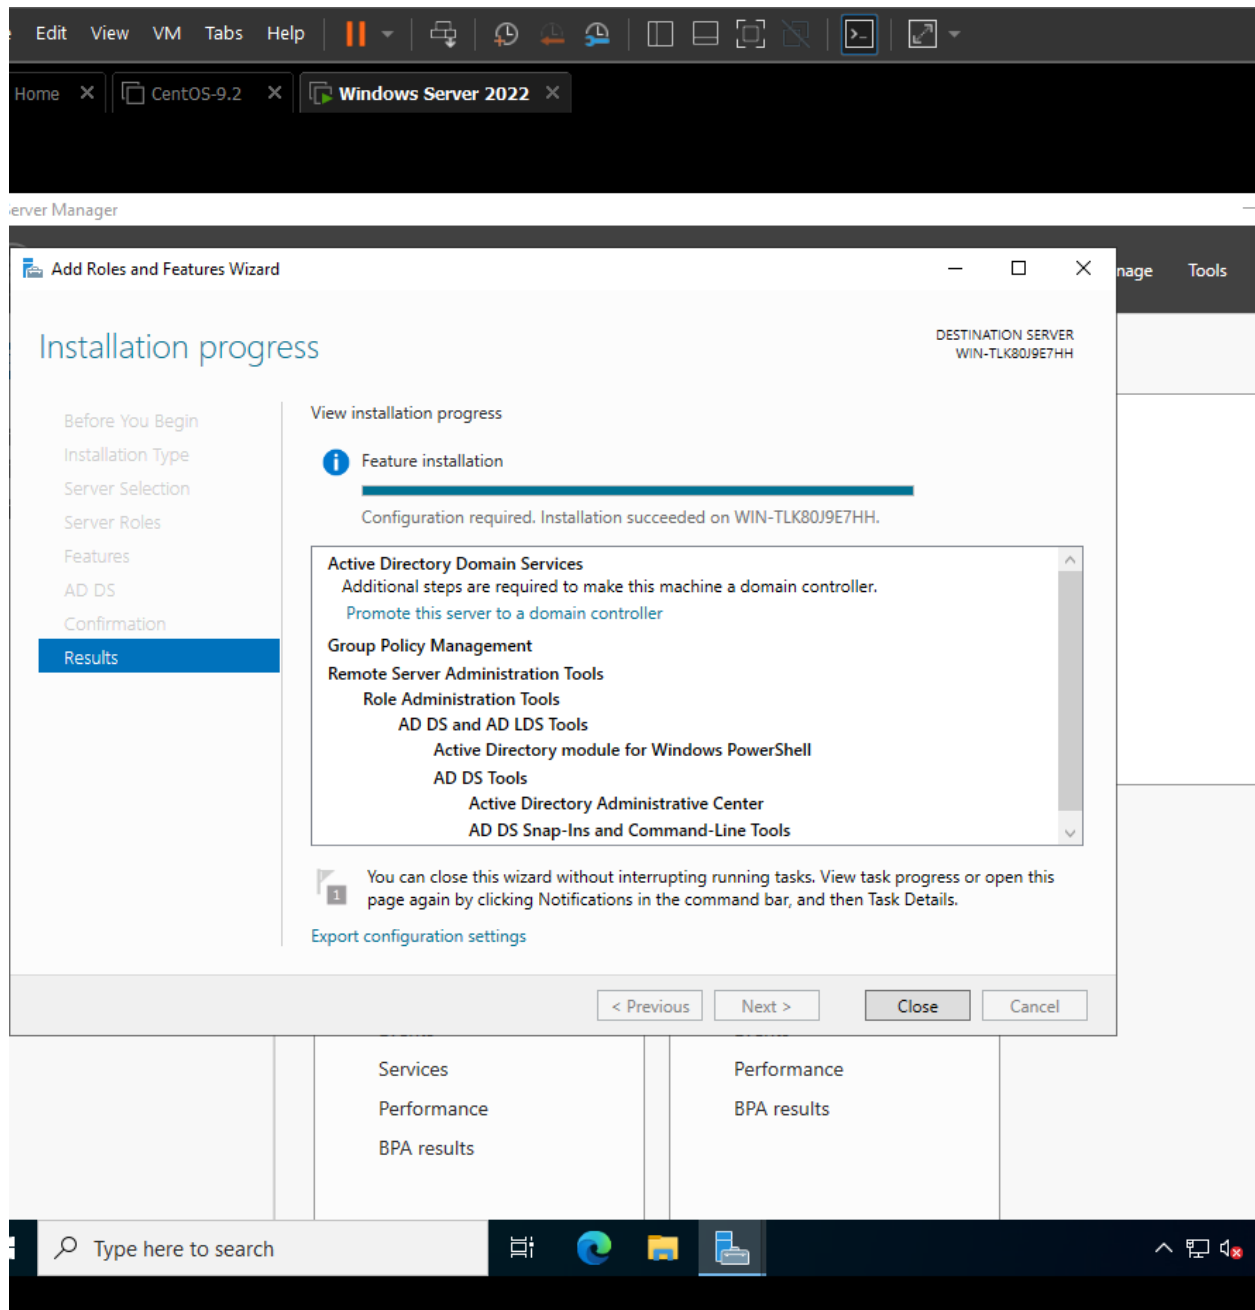 Edit View VM Tabs Help
Home CentOS-9.2 Windows Server 2022
Server Manager
Add Roles and Features Wizard
nage Tools
Installation progress
DESTINATION SERVER
WIN-TLK80J9E7HH
Before You Begin
Installation Type
Server Selection
Server Roles
Features
AD DS
Confirmation
Results
View installation progress
Feature installation
Configuration required. Installation succeeded on WIN-TLK80J9E7HH.
Active Directory Domain Services
Additional steps are required to make this machine a domain controller.
Promote this server to a domain controller
Group Policy Management
Remote Server Administration Tools
Role Administration Tools
AD DS and AD LDS Tools
Active Directory module for Windows PowerShell
AD DS Tools
Active Directory Administrative Center
AD DS Snap-Ins and Command-Line Tools
1
You can close this wizard without interrupting running tasks. View task progress or open this
page again by clicking Notifications in the command bar, and then Task Details.
Export configuration settings
< Previous Next > Close Cancel
Services
Performance
BPA results
Performance
BPA results
Type here to search